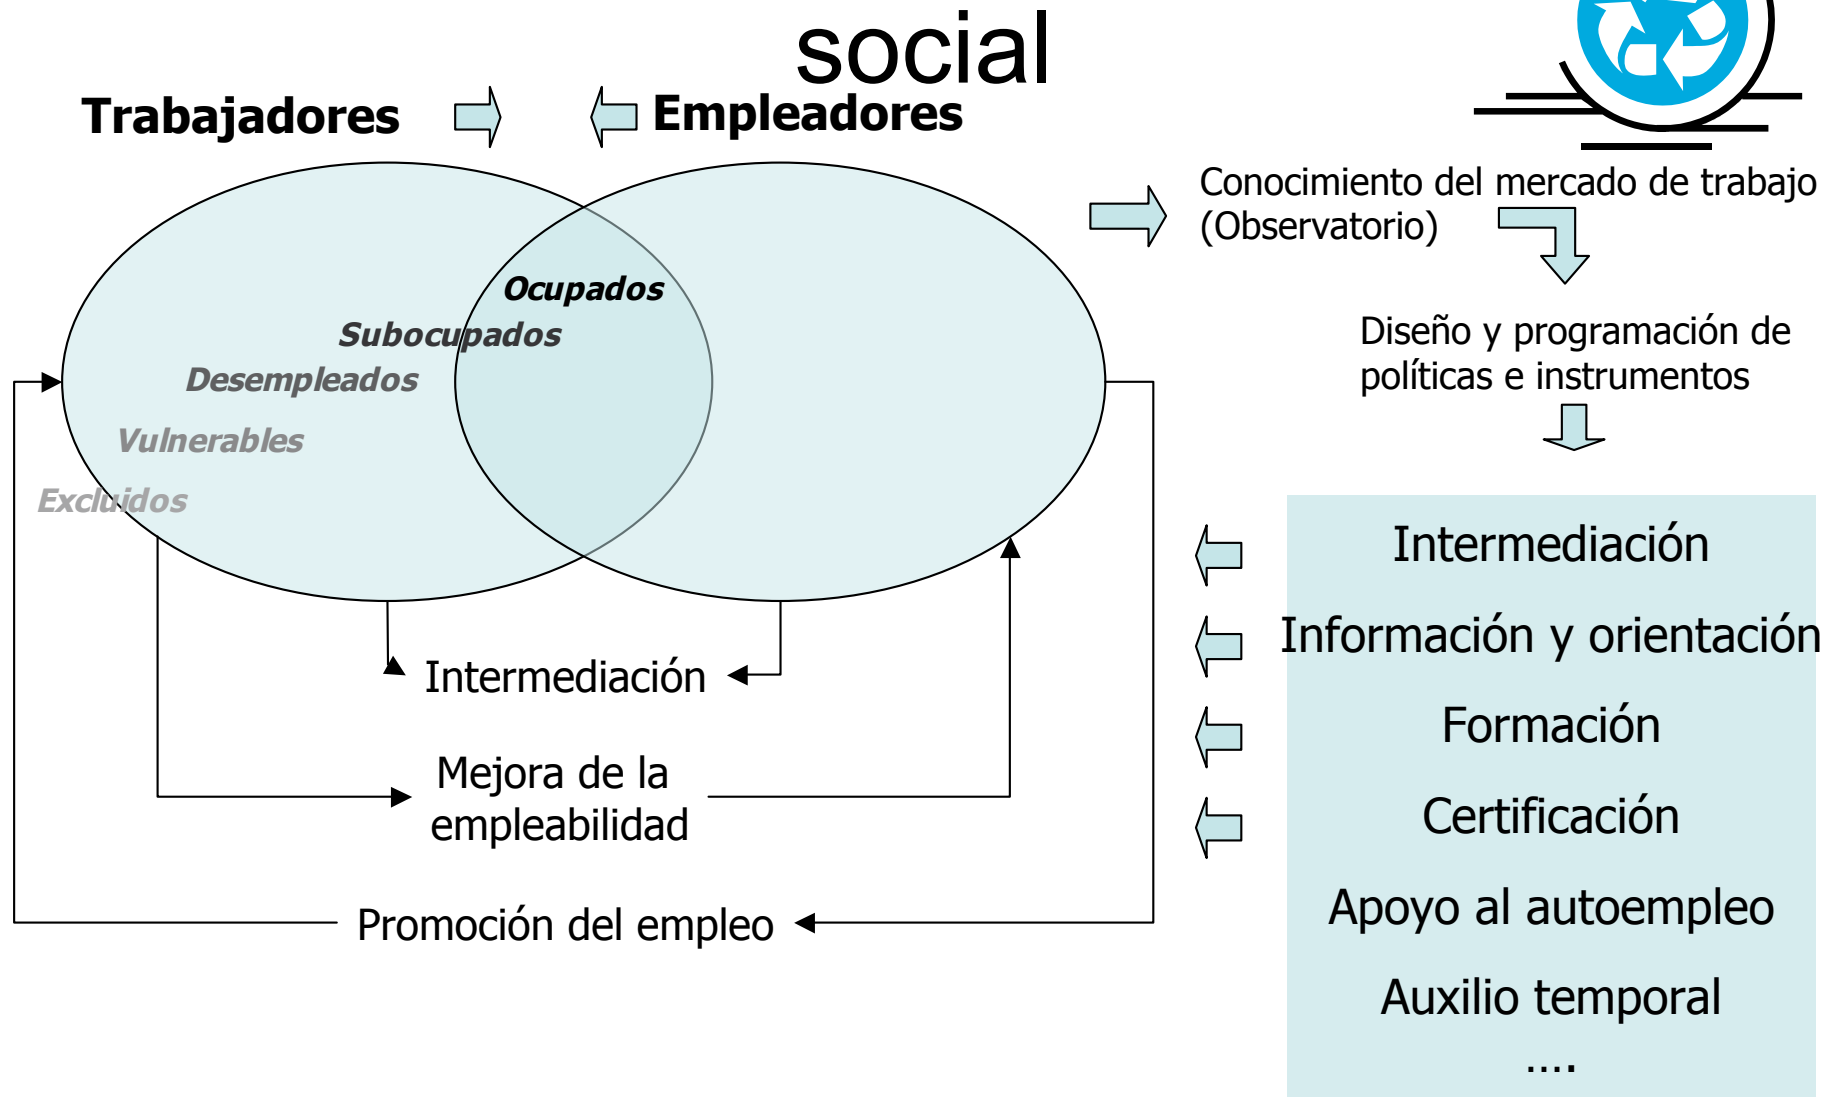 social
Trabajadores
Empleadores
Conocimiento del mercado de trabajo
(Observatorio)
Ocupados
Subocupados
Desempleados
Vulnerables
Excluidos
Diseño y programación de
políticas e instrumentos
Intermediación
Mejora de la
empleabilidad
Promoción del empleo
Intermediación
Información y orientación
Formación
Certificación
Apoyo al autoempleo
Auxilio temporal
....